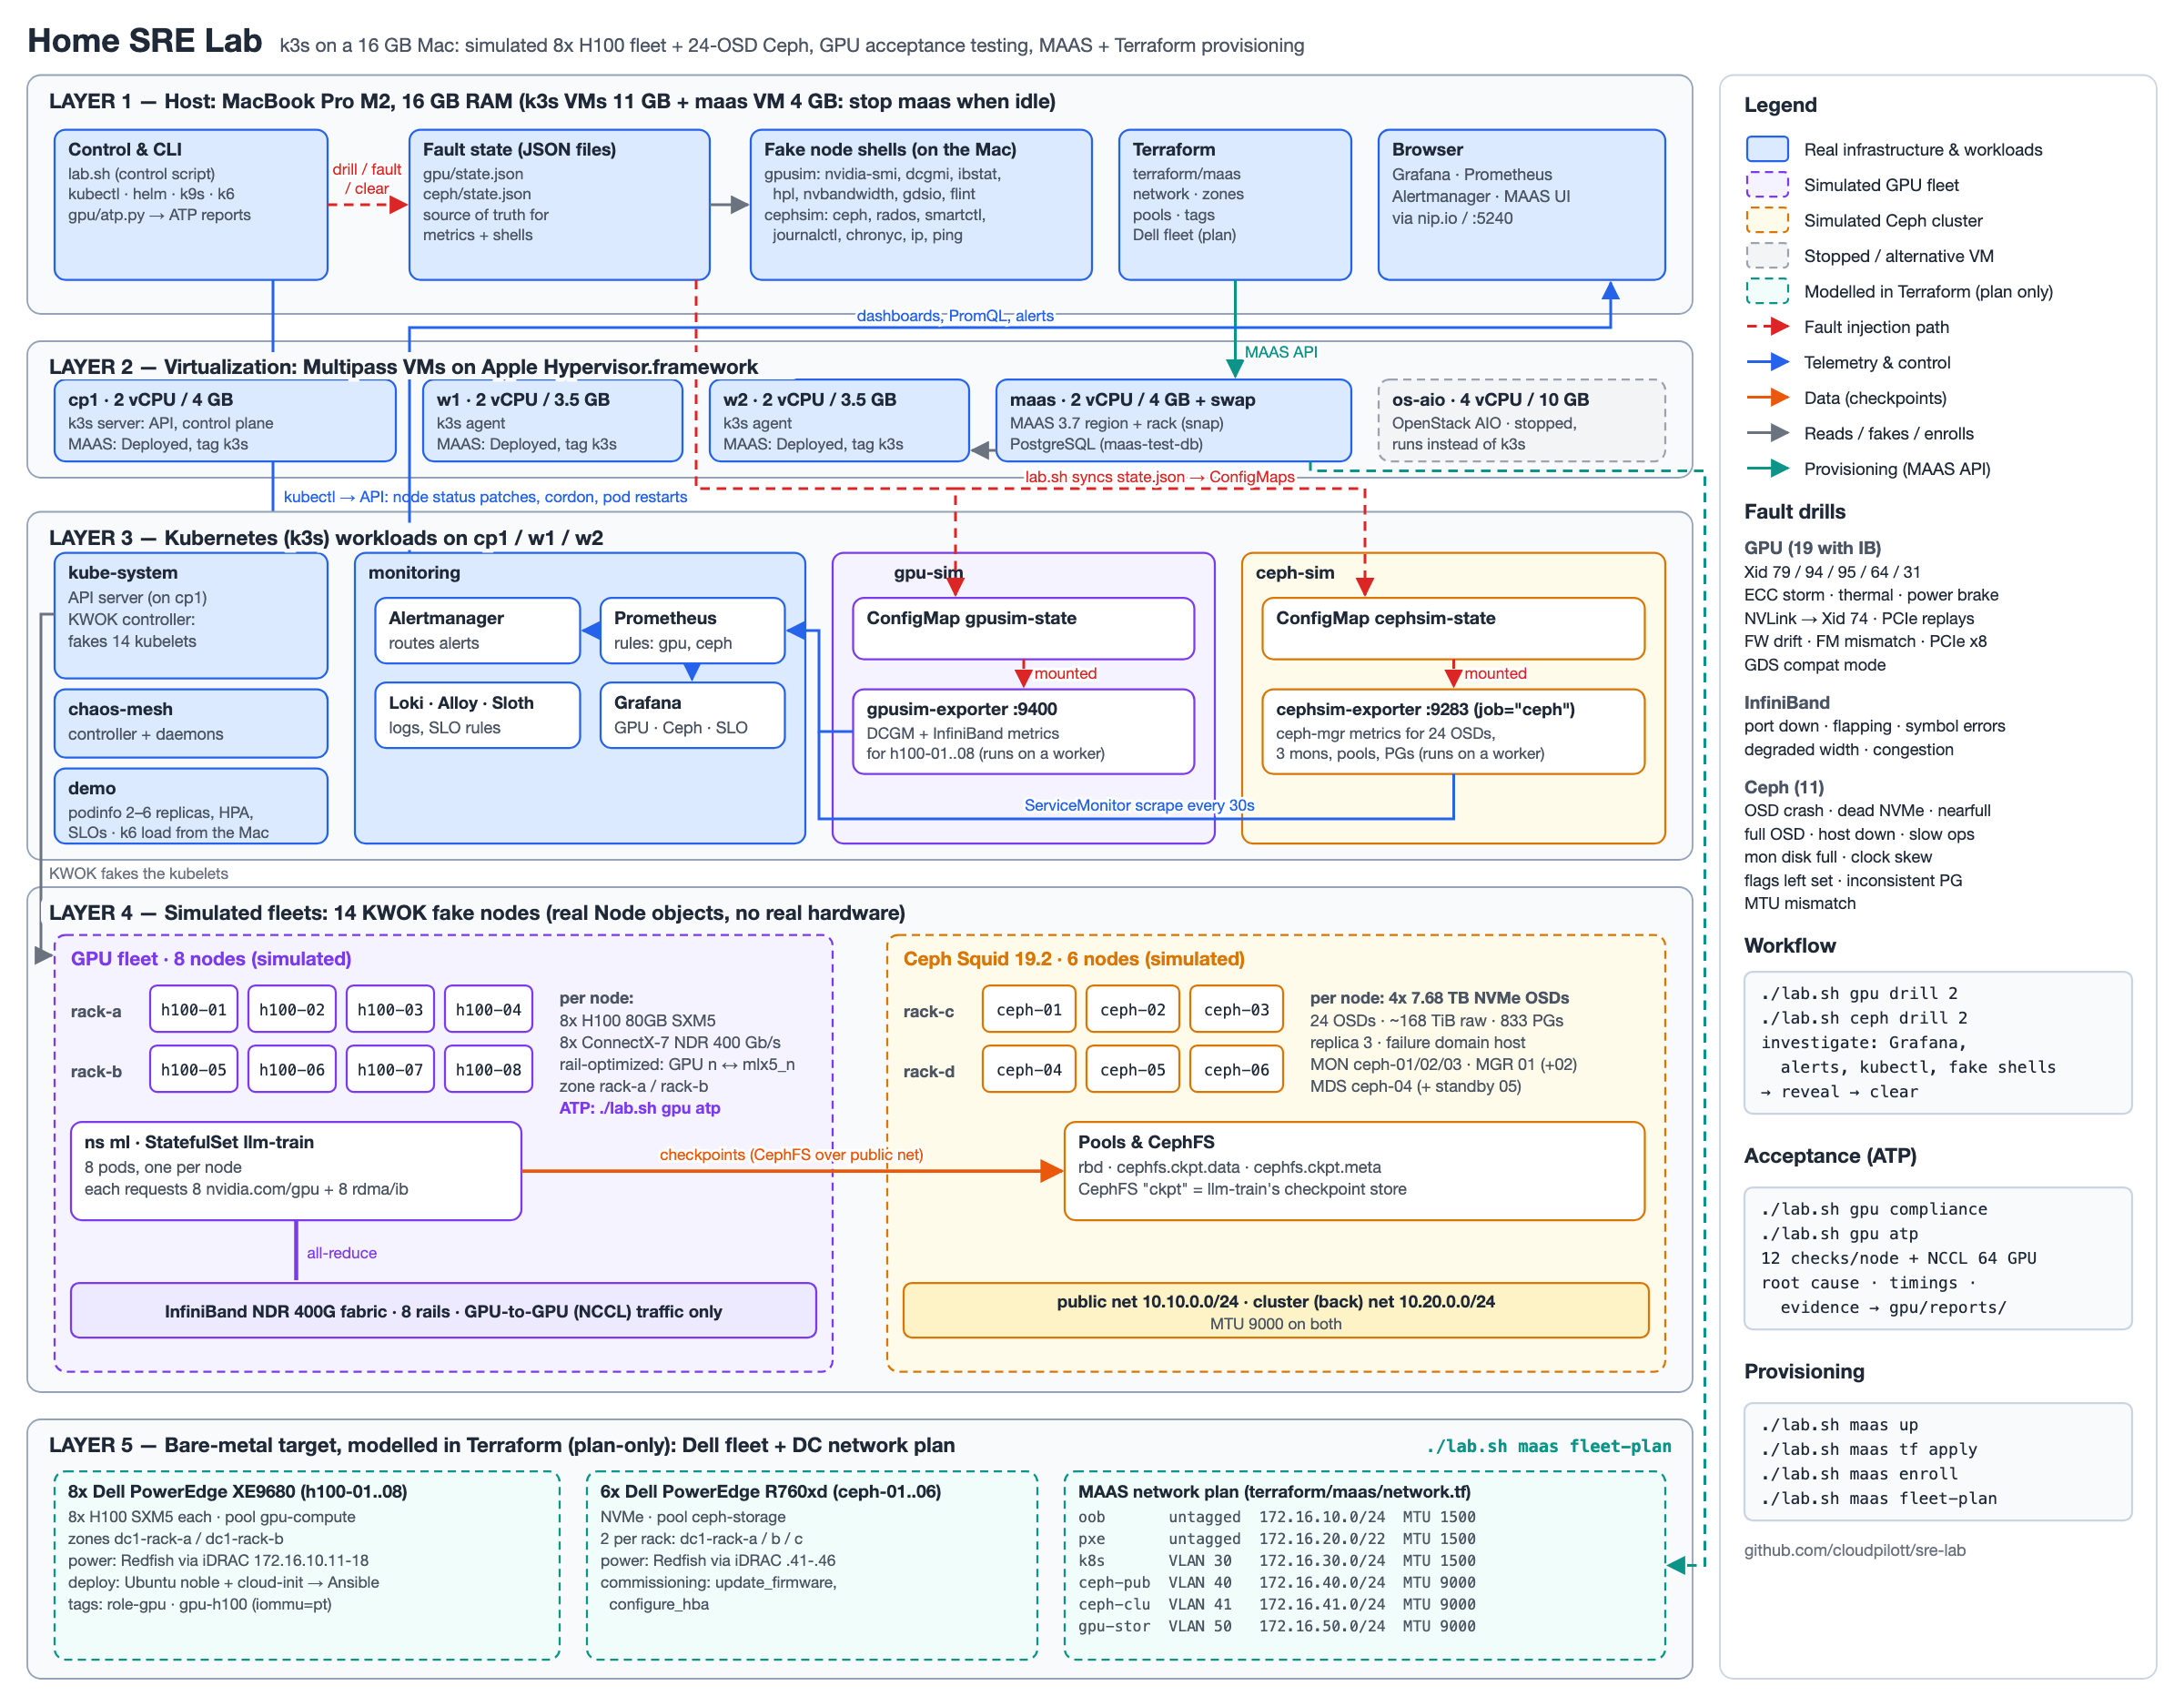 Home SRE Lab
k3s on a 16 GB Mac: simulated 8x H100 fleet + 24-OSD Ceph, GPU acceptance testing, MAAS + Terraform provisioning
LAYER 1 — Host: MacBook Pro M2, 16 GB RAM (k3s VMs 11 GB + maas VM 4 GB: stop maas when idle)
Control & CLI
lab.sh (control script)
kubectl · helm · k9s · k6
gpu/atp.py → ATP reports
drill / fault
/ clear
Fault state (JSON files)
gpu/state.json
ceph/state.json
source of truth for
metrics + shells
Fake node shells (on the Mac)
gpusim: nvidia-smi, dcgmi, ibstat,
hpl, nvbandwidth, gdsio, flint
cephsim: ceph, rados, smartctl,
journalctl, chronyc, ip, ping
Terraform
terraform/maas
network · zones
pools · tags
Dell fleet (plan)
Browser
Grafana · Prometheus
Alertmanager · MAAS UI
via nip.io / :5240
dashboards, PromQL, alerts
LAYER 2 — Virtualization: Multipass VMs on Apple Hypervisor.framework
MAAS API
cp1 · 2 vCPU / 4 GB
k3s server: API, control plane
MAAS: Deployed, tag k3s
w1 · 2 vCPU / 3.5 GB
k3s agent
MAAS: Deployed, tag k3s
w2 · 2 vCPU / 3.5 GB
k3s agent
MAAS: Deployed, tag k3s
maas · 2 vCPU / 4 GB + swap
MAAS 3.7 region + rack (snap)
PostgreSQL (maas-test-db)
os-aio · 4 vCPU / 10 GB
OpenStack AIO · stopped,
runs instead of k3s
lab.sh syncs state.json → ConfigMaps
kubectl → API: node status patches, cordon, pod restarts
LAYER 3 — Kubernetes (k3s) workloads on cp1 / w1 / w2
kube-system
API server (on cp1)
KWOK controller:
fakes 14 kubelets
chaos-mesh
controller + daemons
demo
podinfo 2–6 replicas, HPA,
SLOs · k6 load from the Mac
monitoring
Alertmanager
routes alerts
Prometheus
rules: gpu, ceph
Loki · Alloy · Sloth
logs, SLO rules
Grafana
GPU · Ceph · SLO
gpu-sim
ConfigMap gpusim-state
mounted
gpusim-exporter :9400
DCGM + InfiniBand metrics
for h100-01..08 (runs on a worker)
ceph-sim
ConfigMap cephsim-state
mounted
cephsim-exporter :9283 (job="ceph")
ceph-mgr metrics for 24 OSDs,
3 mons, pools, PGs (runs on a worker)
ServiceMonitor scrape every 30s
KWOK fakes the kubelets
LAYER 4 — Simulated fleets: 14 KWOK fake nodes (real Node objects, no real hardware)
GPU fleet · 8 nodes (simulated)
rack-a
h100-01
h100-02
h100-03
h100-04
rack-b
h100-05
h100-06
h100-07
h100-08
per node:
8x H100 80GB SXM5
8x ConnectX-7 NDR 400 Gb/s
rail-optimized: GPU n ↔ mlx5_n
zone rack-a / rack-b
ATP: ./lab.sh gpu atp
ns ml · StatefulSet llm-train
8 pods, one per node
each requests 8 nvidia.com/gpu + 8 rdma/ib
all-reduce
InfiniBand NDR 400G fabric · 8 rails · GPU-to-GPU (NCCL) traffic only
checkpoints (CephFS over public net)
Ceph Squid 19.2 · 6 nodes (simulated)
rack-c
ceph-01
ceph-02
ceph-03
rack-d
ceph-04
ceph-05
ceph-06
per node: 4x 7.68 TB NVMe OSDs
24 OSDs · ~168 TiB raw · 833 PGs
replica 3 · failure domain host
MON ceph-01/02/03 · MGR 01 (+02)
MDS ceph-04 (+ standby 05)
Pools & CephFS
rbd · cephfs.ckpt.data · cephfs.ckpt.meta
CephFS "ckpt" = llm-train's checkpoint store
public net 10.10.0.0/24 · cluster (back) net 10.20.0.0/24
MTU 9000 on both
LAYER 5 — Bare-metal target, modelled in Terraform (plan-only): Dell fleet + DC network plan
./lab.sh maas fleet-plan
8x Dell PowerEdge XE9680 (h100-01..08)
8x H100 SXM5 each · pool gpu-compute
zones dc1-rack-a / dc1-rack-b
power: Redfish via iDRAC 172.16.10.11-18
deploy: Ubuntu noble + cloud-init → Ansible
tags: role-gpu · gpu-h100 (iommu=pt)
6x Dell PowerEdge R760xd (ceph-01..06)
NVMe · pool ceph-storage
2 per rack: dc1-rack-a / b / c
power: Redfish via iDRAC .41-.46
commissioning: update_firmware,
configure_hba
MAAS network plan (terraform/maas/network.tf)
oob untagged 172.16.10.0/24 MTU 1500
pxe untagged 172.16.20.0/22 MTU 1500
k8s VLAN 30 172.16.30.0/24 MTU 1500
ceph-pub VLAN 40 172.16.40.0/24 MTU 9000
ceph-clu VLAN 41 172.16.41.0/24 MTU 9000
gpu-stor VLAN 50 172.16.50.0/24 MTU 9000
Legend
Real infrastructure & workloads
Simulated GPU fleet
Simulated Ceph cluster
Stopped / alternative VM
Modelled in Terraform (plan only)
Fault injection path
Telemetry & control
Data (checkpoints)
Reads / fakes / enrolls
Provisioning (MAAS API)
Fault drills
GPU (19 with IB)
Xid 79 / 94 / 95 / 64 / 31
ECC storm · thermal · power brake
NVLink → Xid 74 · PCIe replays
FW drift · FM mismatch · PCIe x8
GDS compat mode
InfiniBand
port down · flapping · symbol errors
degraded width · congestion
Ceph (11)
OSD crash · dead NVMe · nearfull
full OSD · host down · slow ops
mon disk full · clock skew
flags left set · inconsistent PG
MTU mismatch
Workflow
./lab.sh gpu drill 2
./lab.sh ceph drill 2
investigate: Grafana,
alerts, kubectl, fake shells
→ reveal → clear
Acceptance (ATP)
./lab.sh gpu compliance
./lab.sh gpu atp
12 checks/node + NCCL 64 GPU
root cause · timings ·
evidence → gpu/reports/
Provisioning
./lab.sh maas up
./lab.sh maas tf apply
./lab.sh maas enroll
./lab.sh maas fleet-plan
github.com/cloudpilott/sre-lab